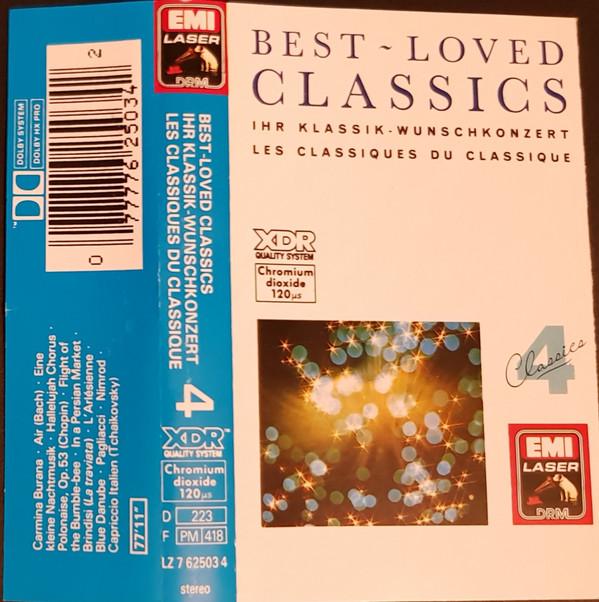 DOLBY SYSTEM
DOLBY HX PRO
™
0 77776 25034 2
Carmina Burana · Air (Bach) · Eine
kleine Nachtmusik · Hallelujah Chorus ·
Polonaise, Op. 53 (Chopin) · Flight of
the Bumble-bee · In a Persian Market ·
Brindisi (La traviata) · L'Arlésienne ·
Blue Danube · Pagliacci · Nimrod ·
Capriccio Italien (Tchaikovsky)
77'11"
EMI
LASER
DRM
BEST-LOVED CLASSICS
IHR KLASSIK-WUNSCHKONZERT
LES CLASSIQUES DU CLASSIQUE
4
XDR™
QUALITY SYSTEM
Chromium
dioxide
120µs
D 223
F PM 418
LZ 7 62503 4
stereo
BEST~LOVED
CLASSICS
IHR KLASSIK-WUNSCHKONZERT
LES CLASSIQUES DU CLASSIQUE
XDR
QUALITY SYSTEM
Chromium
dioxide
120µs
4
Classics
EMI
LASER
DRM